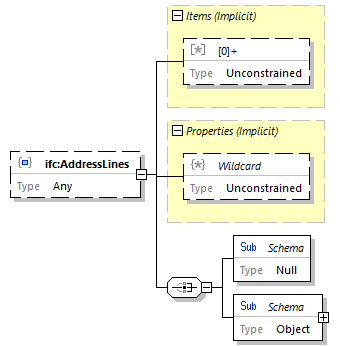 Items (Implicit)
[*] [0]+
Type Unconstrained
Properties (Implicit)
{*} Wildcard
Type Unconstrained
ifc:AddressLines
Type Any
Sub Schema
Type Null
Sub Schema
Type Object